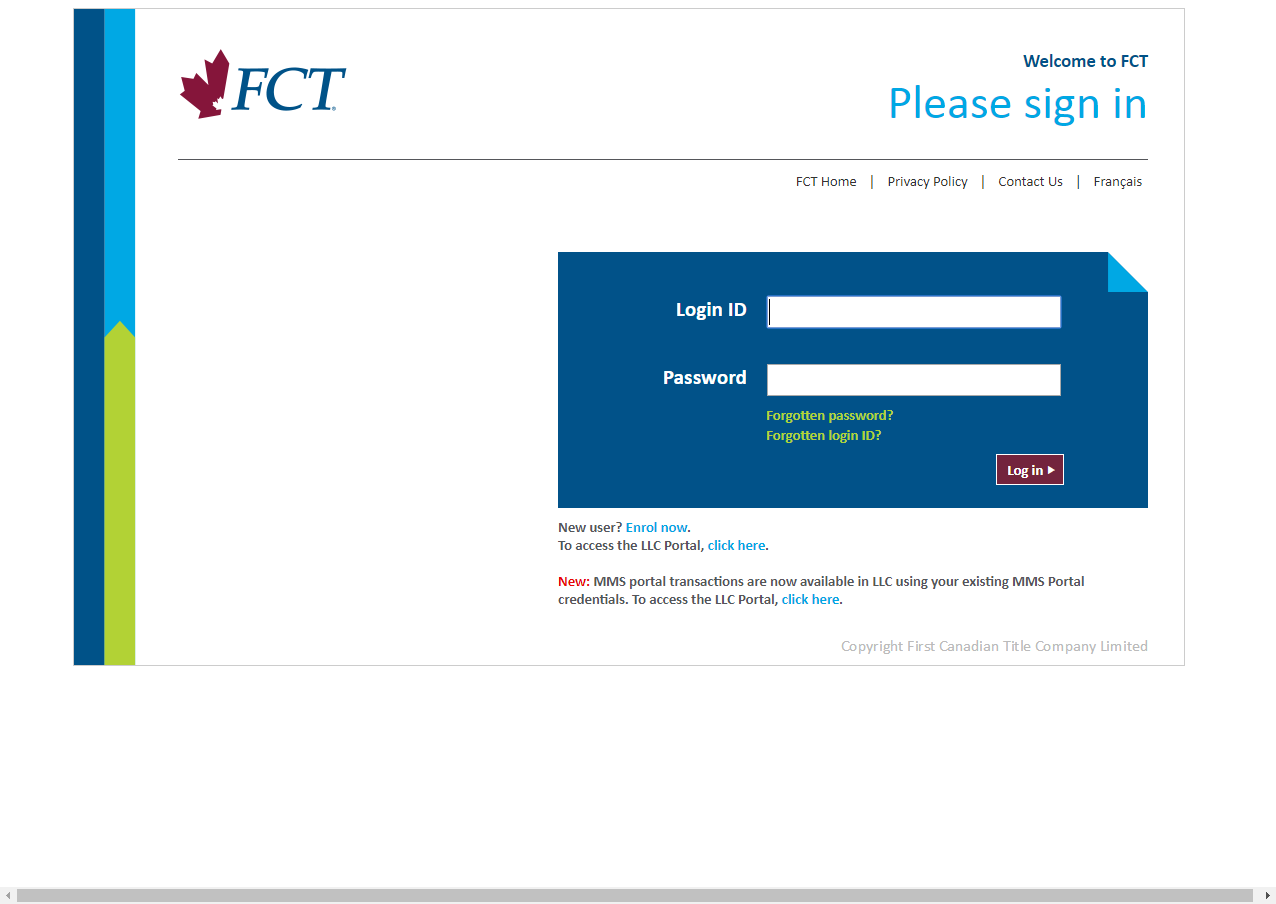 FCT
Welcome to FCT
Please sign in
FCT Home | Privacy Policy | Contact Us | Français
Login ID
Password
Forgotten password?
Forgotten login ID?
Log in
New user? Enrol now.
To access the LLC Portal, click here.
New: MMS portal transactions are now available in LLC using your existing MMS Portal
credentials. To access the LLC Portal, click here.
Copyright First Canadian Title Company Limited